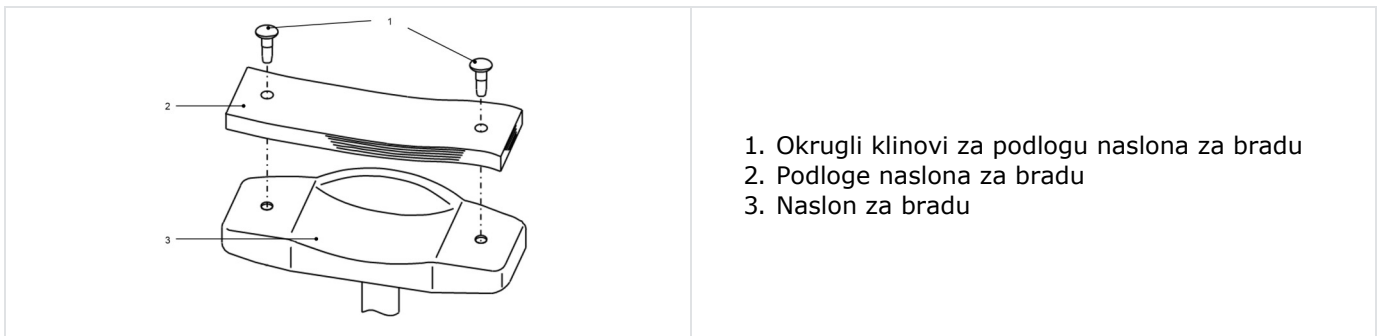 1
2
3
1. Okrugli klinovi za podlogu naslona za bradu
2. Podloge naslona za bradu
3. Naslon za bradu